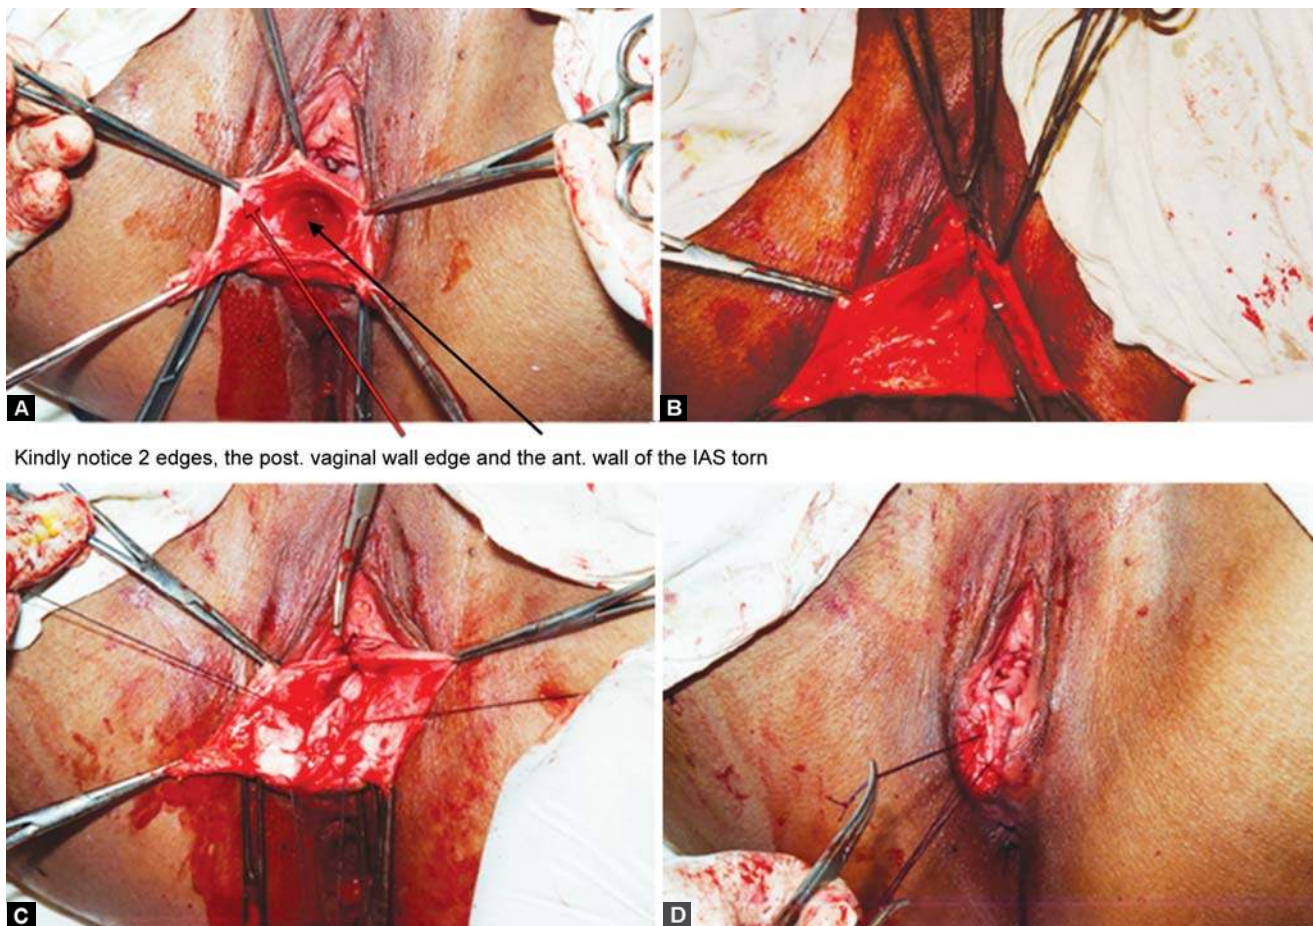 A
B
Kindly notice 2 edges, the post. vaginal wall edge and the ant. wall of the IAS torn
C
D